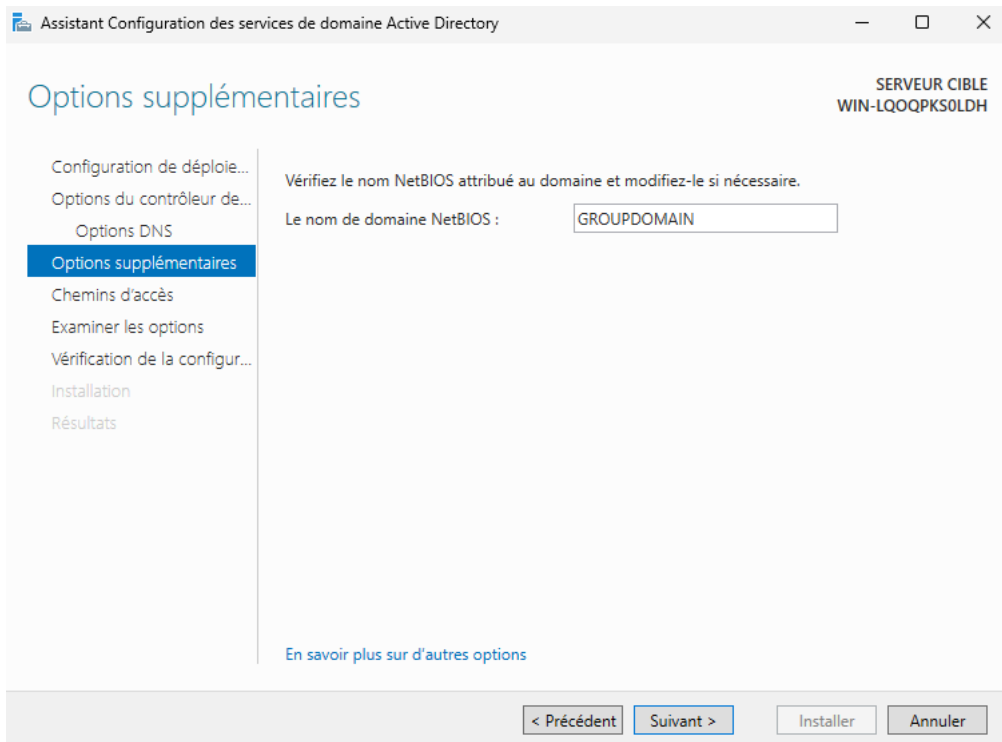 Assistant Configuration des services de domaine Active Directory
Options supplémentaires
SERVEUR CIBLE
WIN-LQOQPKS0LDH
Configuration de déploie...
Options du contrôleur de...
Options DNS
Options supplémentaires
Chemins d'accès
Examiner les options
Vérification de la configur...
Installation
Résultats
Vérifiez le nom NetBIOS attribué au domaine et modifiez-le si nécessaire.
Le nom de domaine NetBIOS : GROUPDOMAIN
En savoir plus sur d'autres options
< Précédent Suivant > Installer Annuler